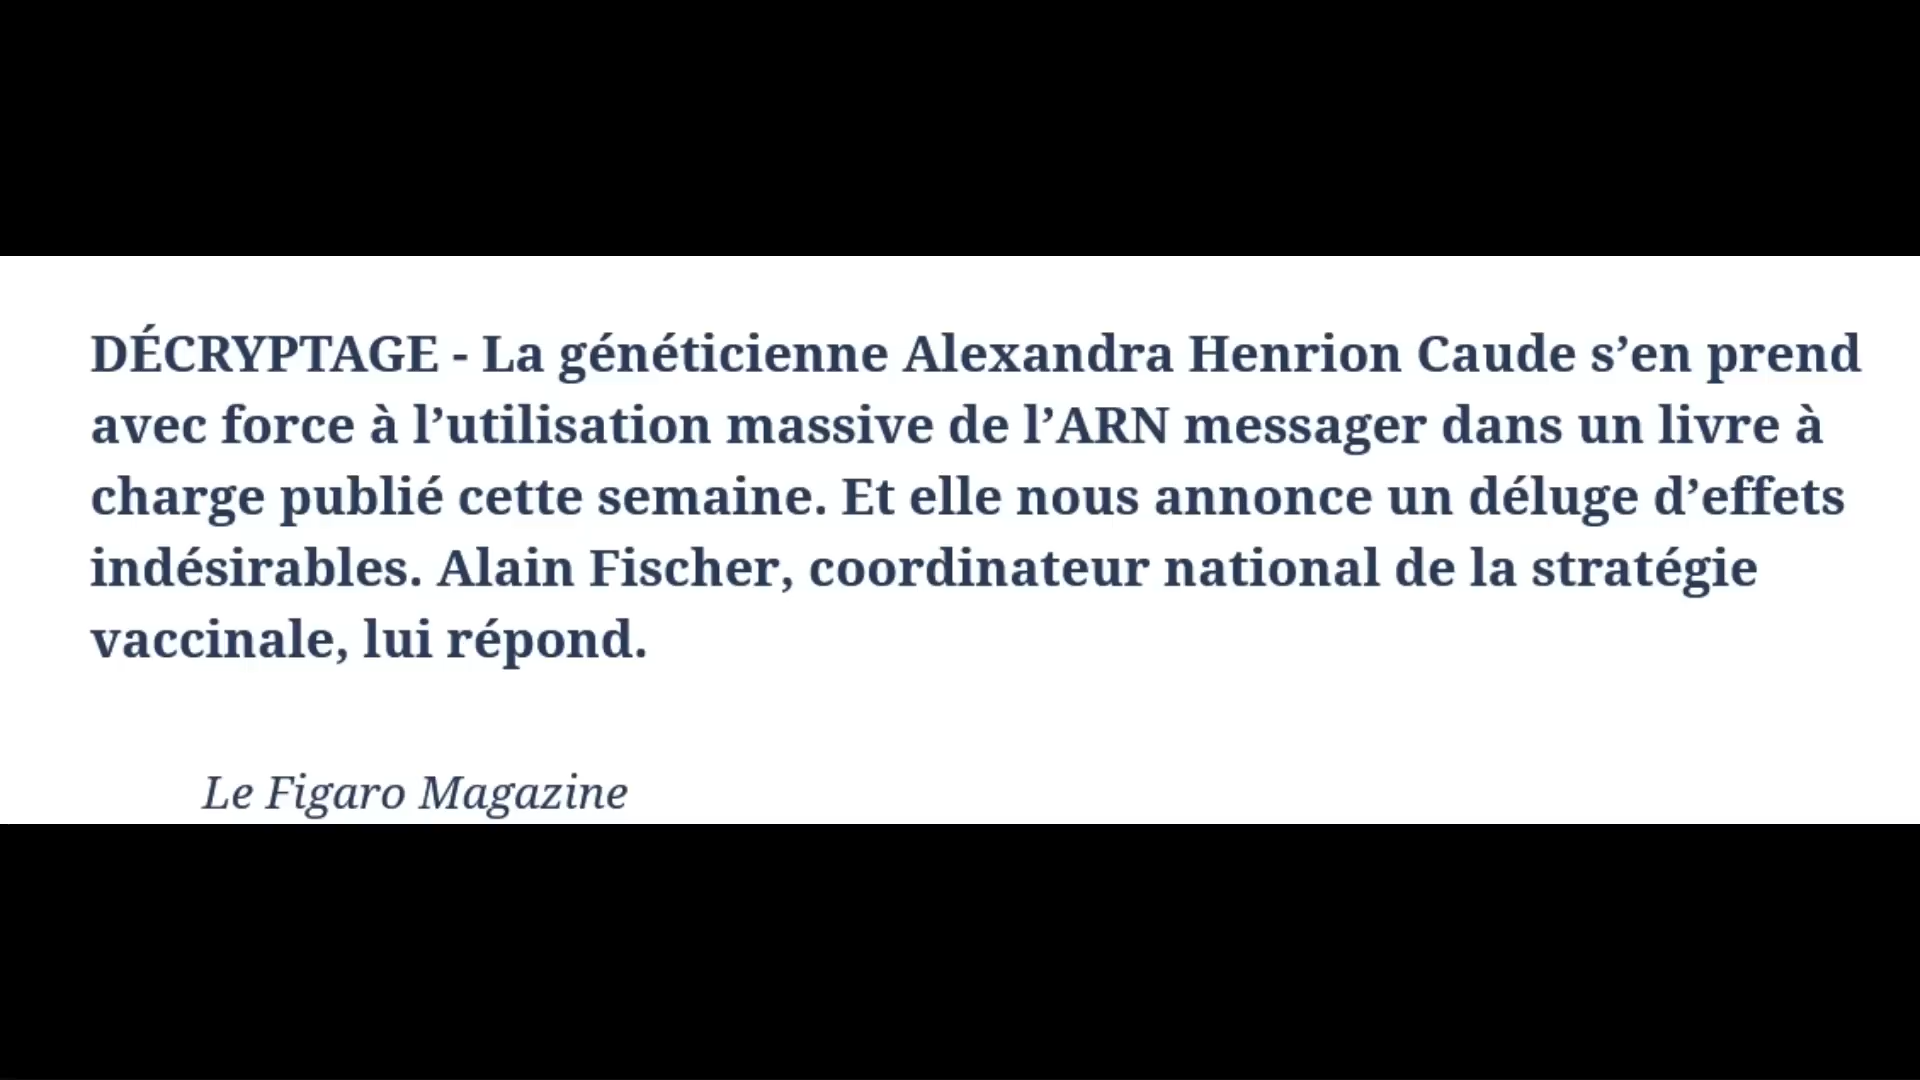 DÉCRYPTAGE - La généticienne Alexandra Henrion Caude s’en prend
avec force à l’utilisation massive de l’ARN messager dans un livre à
charge publié cette semaine. Et elle nous annonce un déluge d’effets
indésirables. Alain Fischer, coordinateur national de la stratégie
vaccinale, lui répond.
Le Figaro Magazine